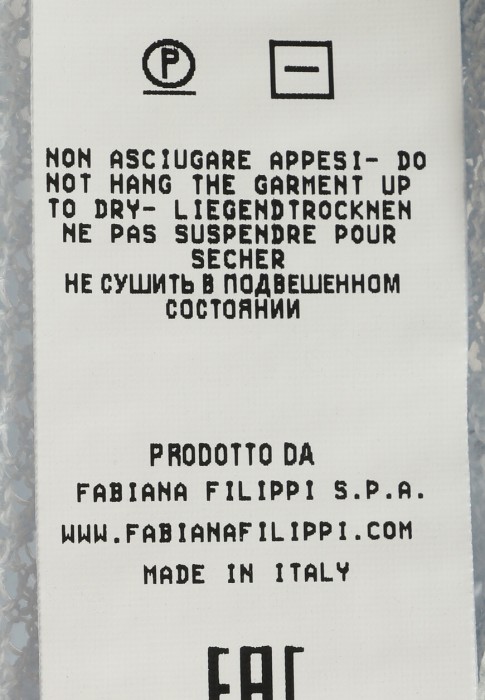 P
NON ASCIUGARE APPESI- DO
NOT HANG THE GARMENT UP
TO DRY- LIEGENDTROCKNEN
NE PAS SUSPENDRE POUR
SECHER
НЕ СУШИТЬ В ПОДВЕШЕННОМ
СОСТОЯНИИ
PRODOTTO DA
FABIANA FILIPPI S.P.A.
WWW.FABIANAFILIPPI.COM
MADE IN ITALY
EAC